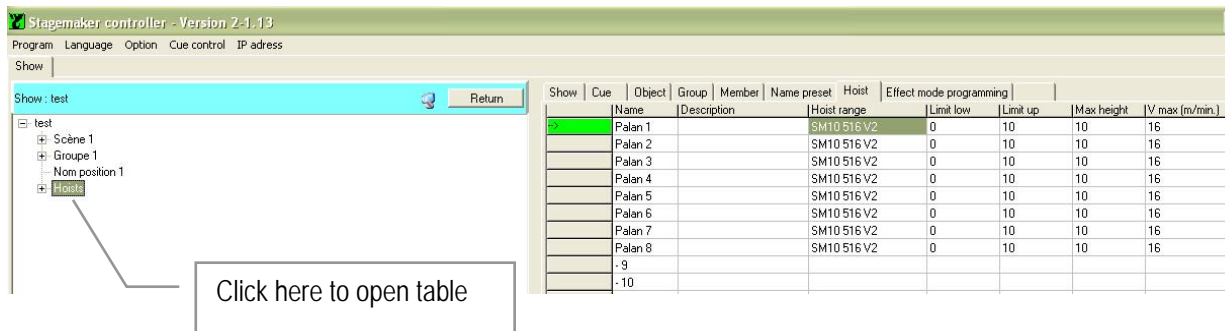 Stagemaker controller - Version 2-1.13
Program Language Option Cue control IP adress
Show
Show : test Return
test
Scène 1
Groupe 1
Nom position 1
Hoists
Click here to open table
Show Cue Object Group Member Name preset Hoist Effect mode programming
Name Description Hoist range Limit low Limit up Max height V max (m/min.)
Palan 1 SM10 516 V2 0 10 10 16
Palan 2 SM10 516 V2 0 10 10 16
Palan 3 SM10 516 V2 0 10 10 16
Palan 4 SM10 516 V2 0 10 10 16
Palan 5 SM10 516 V2 0 10 10 16
Palan 6 SM10 516 V2 0 10 10 16
Palan 7 SM10 516 V2 0 10 10 16
Palan 8 SM10 516 V2 0 10 10 16
- 9
- 10